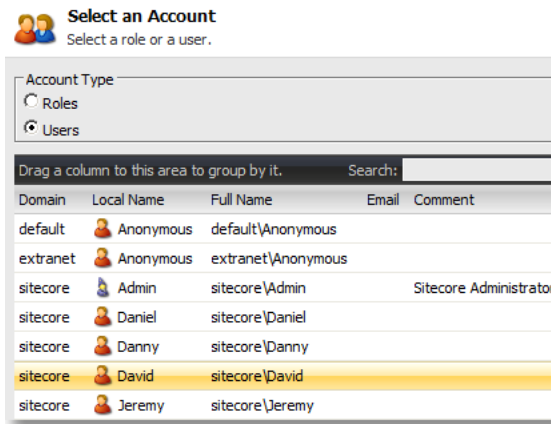 Select an Account
Select a role or a user.
Account Type
Roles
Users
Drag a column to this area to group by it. Search:
Domain Local Name Full Name Email Comment
default Anonymous default\Anonymous
extranet Anonymous extranet\Anonymous
sitecore Admin sitecore\Admin Sitecore Administrator
sitecore Daniel sitecore\Daniel
sitecore Danny sitecore\Danny
sitecore David sitecore\David
sitecore Jeremy sitecore\Jeremy